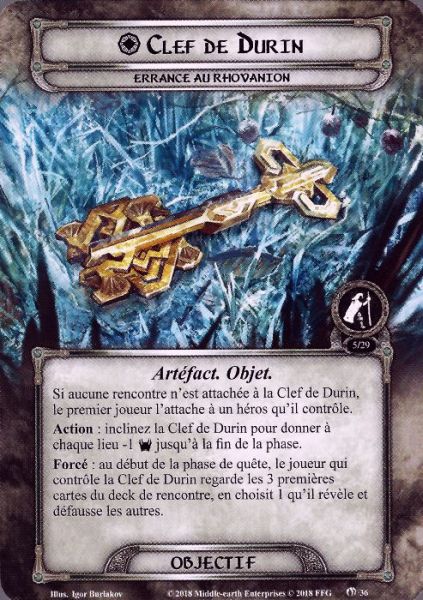 Clef de Durin
Errance au Rhovanion
5/29
Artéfact. Objet.
Si aucune rencontre n'est attachée à la Clef de Durin,
le premier joueur l'attache à un héros qu'il contrôle.
Action : inclinez la Clef de Durin pour donner à
chaque lieu -1 jusqu'à la fin de la phase.
Forcé : au début de la phase de quête, le joueur qui
contrôle la Clef de Durin regarde les 3 premières
cartes du deck de rencontre, en choisit 1 qu'il révèle et
défausse les autres.
OBJECTIF
Illus. Igor Burlakov
©2018 Middle-earth Enterprises ©2018 FFG
36